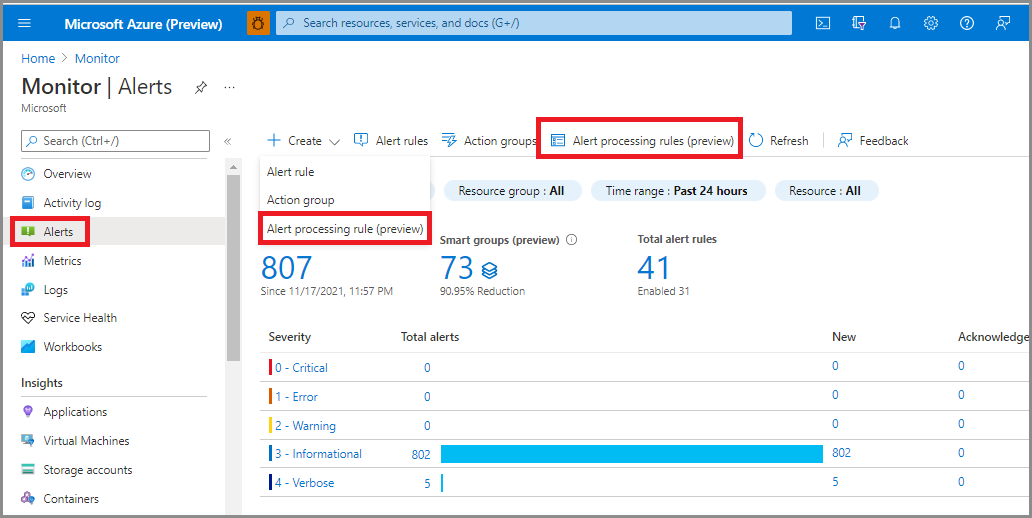 Microsoft Azure (Preview)
Search resources, services, and docs (G+/)
Home > Monitor
Monitor | Alerts
...
Microsoft
Search (Ctrl+/)
«
Overview
Activity log
Alerts
Metrics
Logs
Service Health
Workbooks
Insights
Applications
Virtual Machines
Storage accounts
Containers
+ Create
Alert rules
Action groups
Alert processing rules (preview)
Refresh
Feedback
Alert rule
Action group
Alert processing rule (preview)
Resource group : All
Time range : Past 24 hours
Resource : All
807
Since 11/17/2021, 11:57 PM
Smart groups (preview)
73
90.95% Reduction
Total alert rules
41
Enabled 31
Severity Total alerts New Acknowledge
0 - Critical 0 0 0
1 - Error 0 0 0
2 - Warning 0 0 0
3 - Informational 802 802 0
4 - Verbose 5 5 0